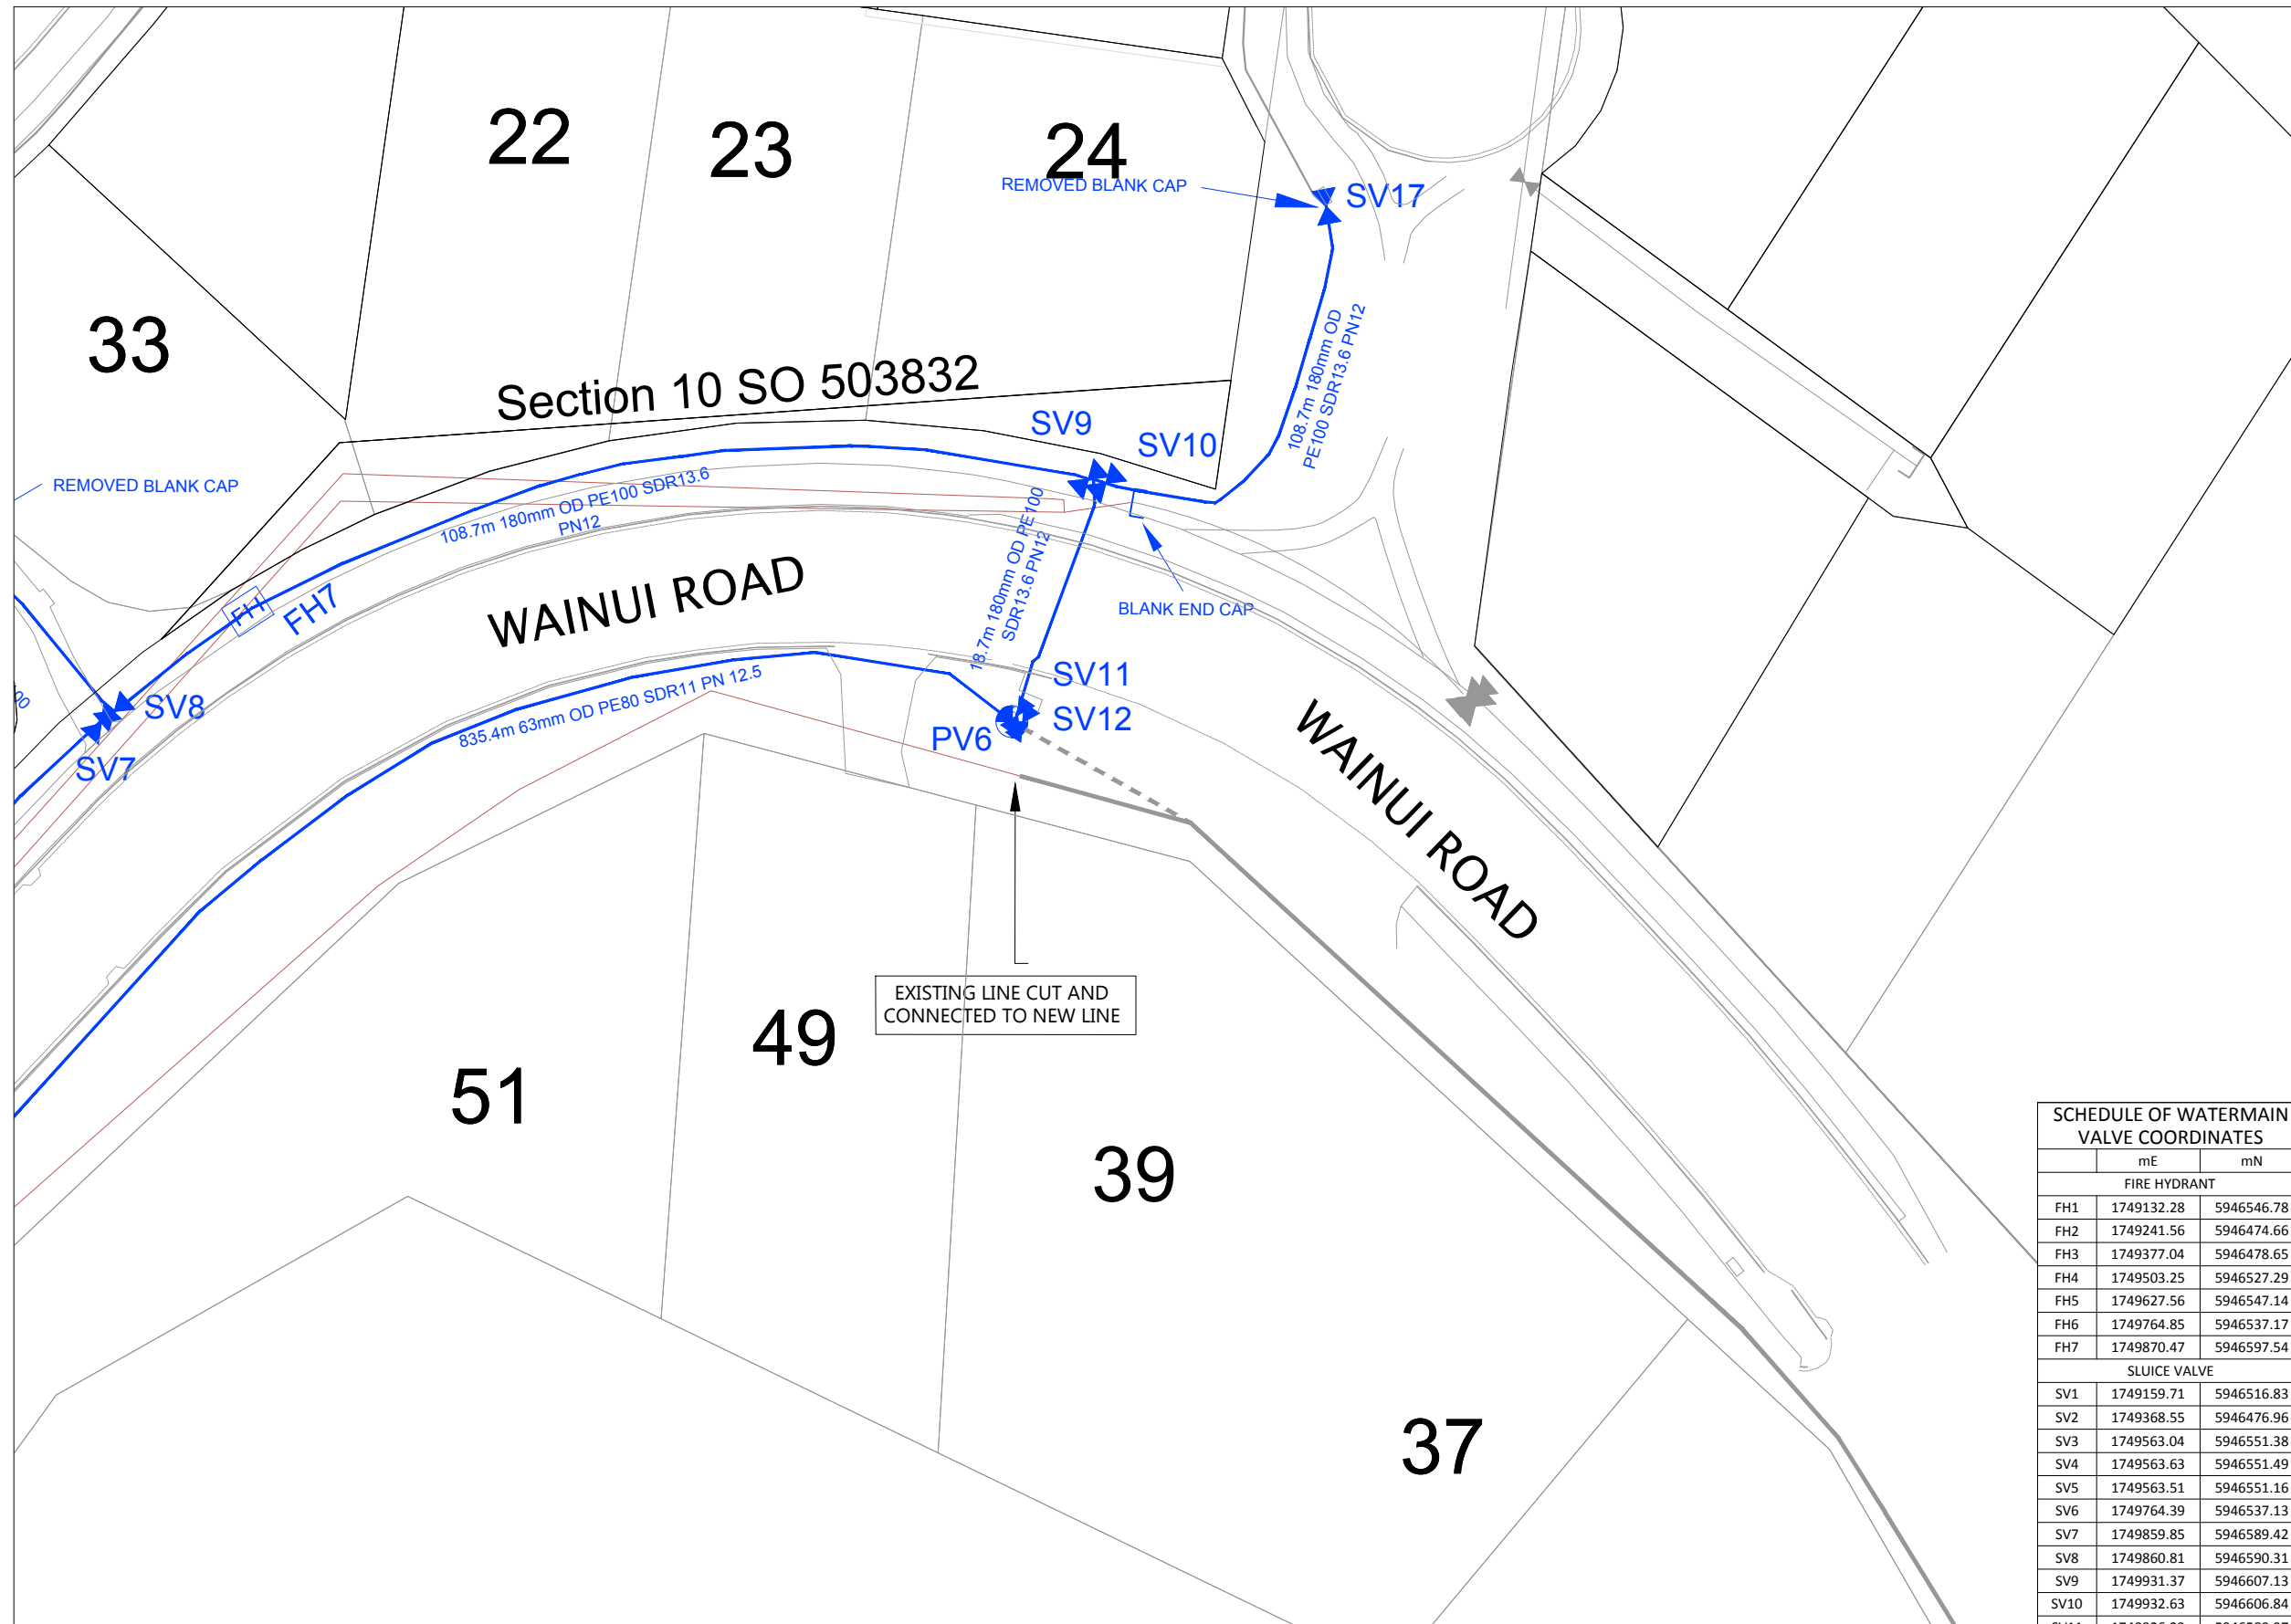 22
23
24
REMOVED BLANK CAP
SV17
33
108.7m 180mm OD
PE100 SDR13.6 PN12
Section 10 SO 503832
SV9
SV10
REMOVED BLANK CAP
108.7m 180mm OD PE100 SDR13.6
PN12
18.7m 180mm OD PE100
SDR13.6 PN12
WAINUI ROAD
FH
FH7
BLANK END CAP
SV11
SV12
SV8
SV7
835.4m 63mm OD PE80 SDR11 PN 12.5
PV6
WAINUI ROAD
EXISTING LINE CUT AND
CONNECTED TO NEW LINE
49
51
39
37
SCHEDULE OF WATERMAIN
VALVE COORDINATES
mE mN
FIRE HYDRANT
FH1 1749132.28 5946546.78
FH2 1749241.56 5946474.66
FH3 1749377.04 5946478.65
FH4 1749503.25 5946527.29
FH5 1749627.56 5946547.14
FH6 1749764.85 5946537.17
FH7 1749870.47 5946597.54
SLUICE VALVE
SV1 1749159.71 5946516.83
SV2 1749368.55 5946476.96
SV3 1749563.04 5946551.38
SV4 1749563.63 5946551.49
SV5 1749563.51 5946551.16
SV6 1749764.39 5946537.13
SV7 1749859.85 5946589.42
SV8 1749860.81 5946590.31
SV9 1749931.37 5946607.13
SV10 1749932.63 5946606.84